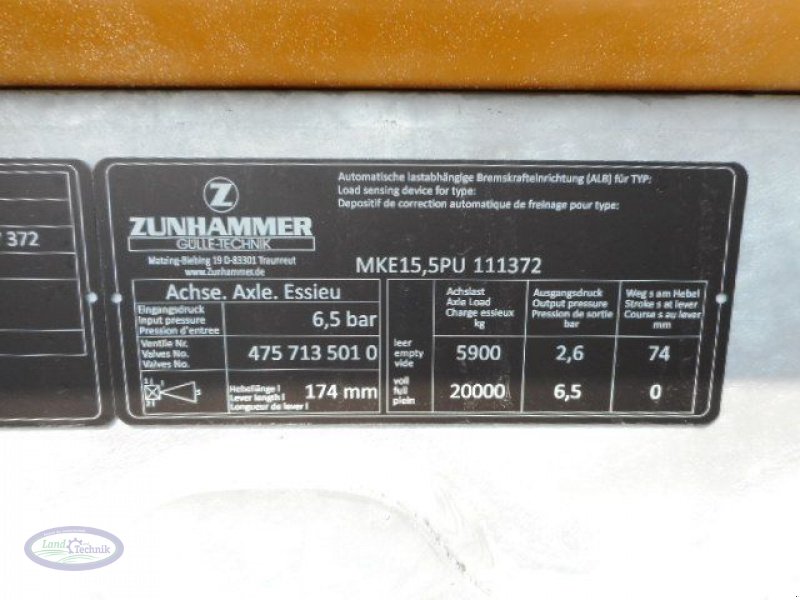 372
Z
ZUNHAMMER
GÜLLE-TECHNIK
Matzing-Biebing 19 D-83301 Traunreut
www.Zunhammer.de
Automatische lastabhängige Bremskrafteinrichtung (ALB) für TYP:
Load sensing device for type:
Depositif de correction automatique de freinage pour type:
MKE15,5PU 111372
Achse. Axle. Essieu
Eingangsdruck
Input pressure
Pression d'entree
6,5 bar
Ventile Nr.
Valves No.
Valves No.
475 713 501 0
Hebellänge l
Lever length l
Longueur de lever l
174 mm
Achslast
Axle Load
Charge essieux
kg
Ausgangsdruck
Output pressure
Pression de sortie
bar
Weg s am Hebel
Stroke s at lever
Course s au lever
mm
leer
empty
vide
5900
2,6
74
voll
full
plein
20000
6,5
0
Land
Technik